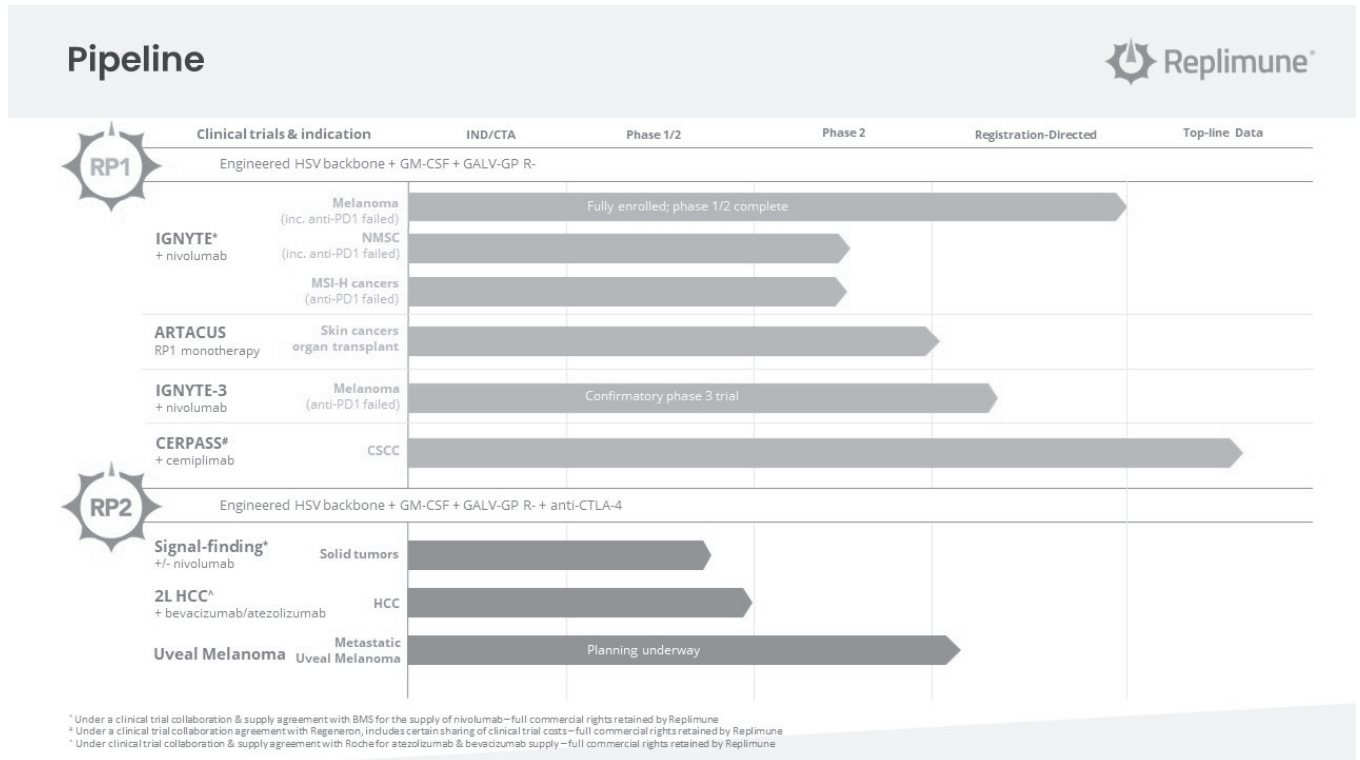 Pipeline
Replimune®
Clinical trials & indication IND/CTA Phase 1/2 Phase 2 Registration-Directed Top-line Data
RP1
Engineered HSV backbone + GM-CSF + GALV-GP R-
IGNYTE*
+ nivolumab
Melanoma
(inc. anti-PD1 failed)
Fully enrolled; phase 1/2 complete
NMSC
(inc. anti-PD1 failed)
MSI-H cancers
(anti-PD1 failed)
ARTACUS
RP1 monotherapy
Skin cancers
organ transplant
IGNYTE-3
+ nivolumab
Melanoma
(anti-PD1 failed)
Confirmatory phase 3 trial
CERPASS#
+ cemiplimab
CSCC
RP2
Engineered HSV backbone + GM-CSF + GALV-GP R- + anti-CTLA-4
Signal-finding*
+/- nivolumab
Solid tumors
2L HCC^
+ bevacizumab/atezolizumab
HCC
Uveal Melanoma
Metastatic
Uveal Melanoma
Planning underway
* Under a clinical trial collaboration & supply agreement with BMS for the supply of nivolumab – full commercial rights retained by Replimune
# Under a clinical trial collaboration agreement with Regeneron, includes certain sharing of clinical trial costs – full commercial rights retained by Replimune
^ Under clinical trial collaboration & supply agreement with Roche for atezolizumab & bevacizumab supply – full commercial rights retained by Replimune